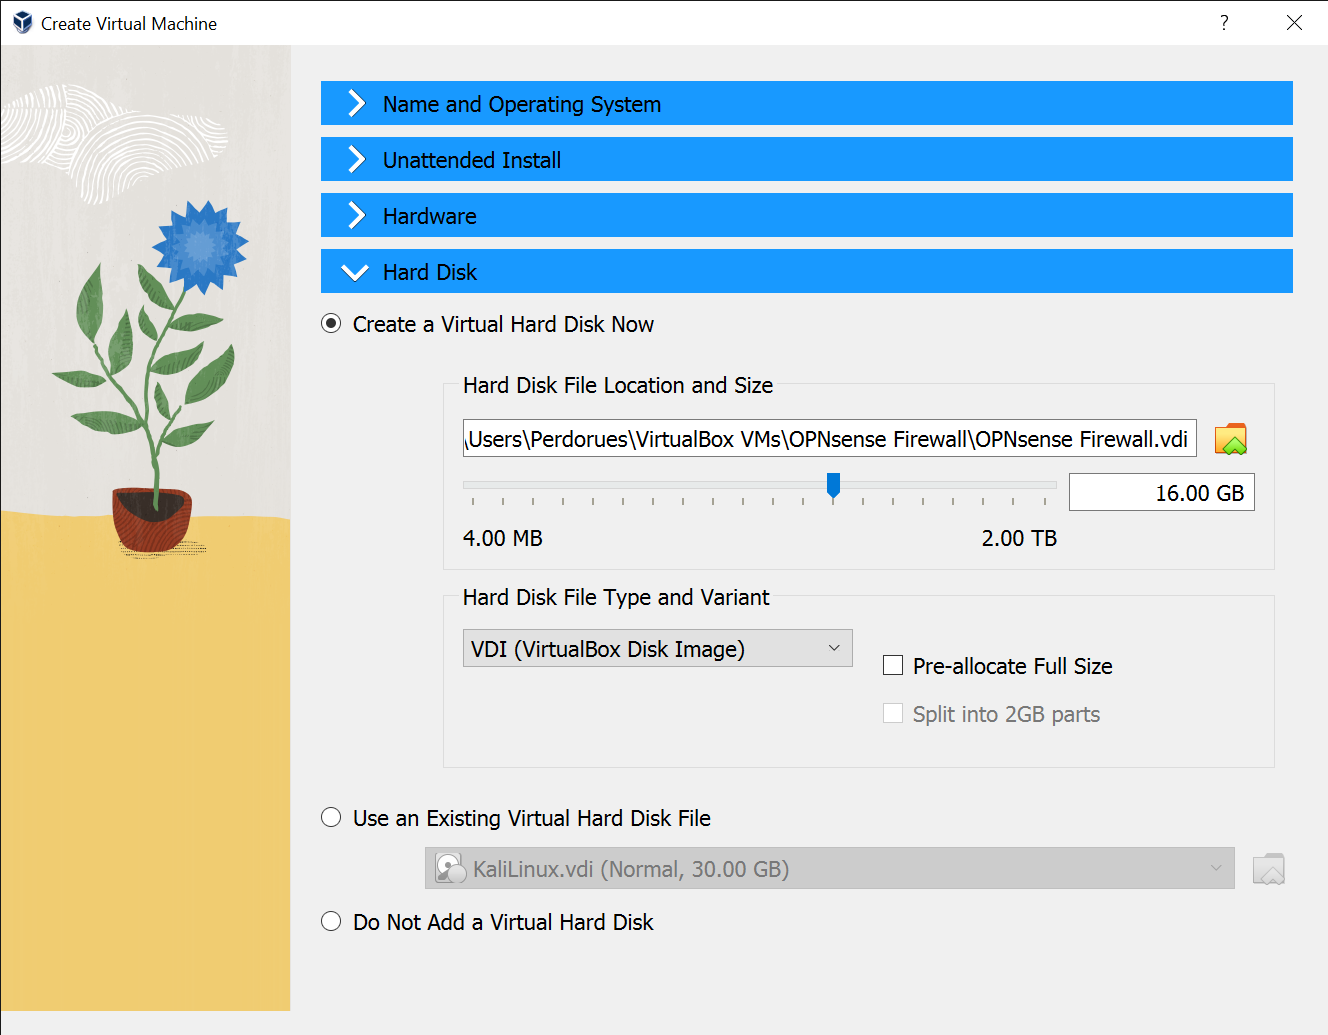 Create Virtual Machine
?
Name and Operating System
Unattended Install
Hardware
Hard Disk
Create a Virtual Hard Disk Now
Hard Disk File Location and Size
\Users\Perdorues\VirtualBox VMs\OPNsense Firewall\OPNsense Firewall.vdi
16.00 GB
4.00 MB 2.00 TB
Hard Disk File Type and Variant
VDI (VirtualBox Disk Image)
Pre-allocate Full Size
Split into 2GB parts
Use an Existing Virtual Hard Disk File
KaliLinux.vdi (Normal, 30.00 GB)
Do Not Add a Virtual Hard Disk